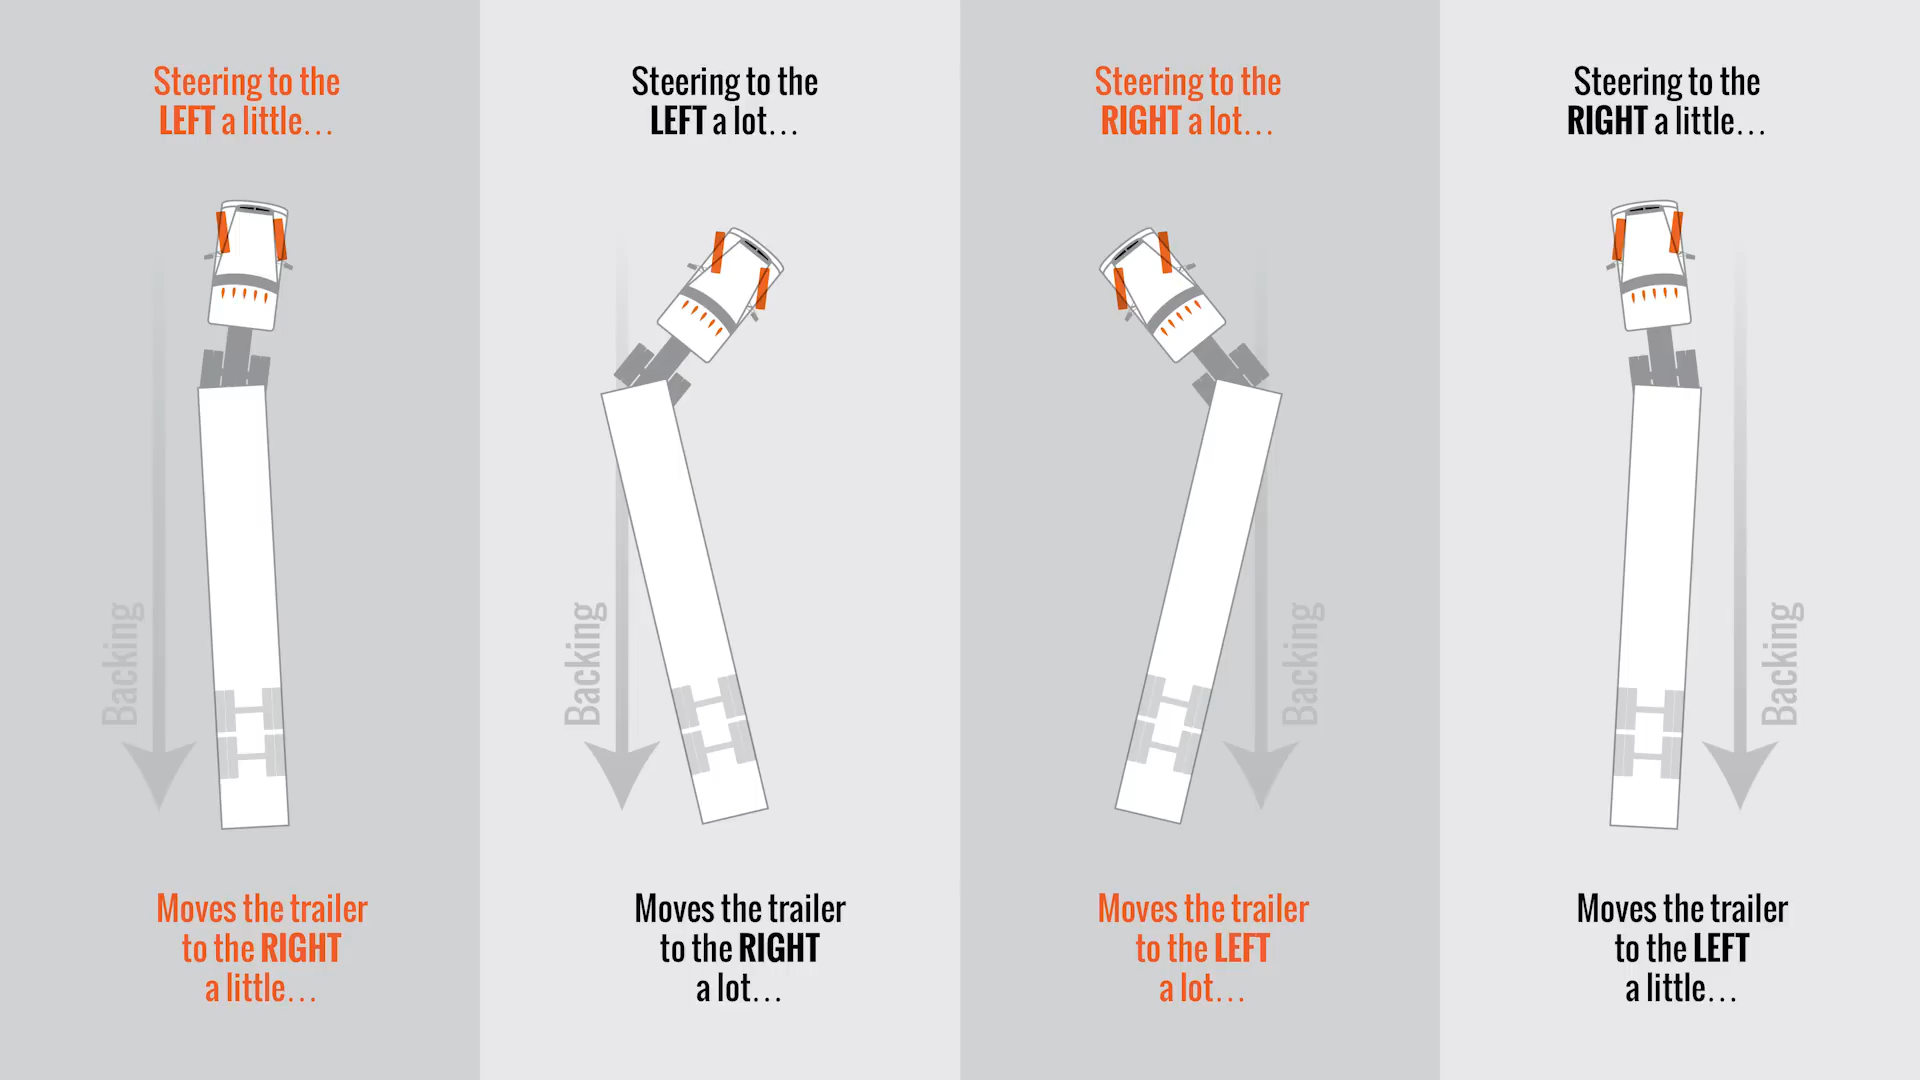 Steering to the
LEFT a little...
Backing
Moves the trailer
to the RIGHT
a little...
Steering to the
LEFT a lot...
Backing
Moves the trailer
to the RIGHT
a lot...
Steering to the
RIGHT a lot...
Backing
Moves the trailer
to the LEFT
a lot...
Steering to the
RIGHT a little...
Backing
Moves the trailer
to the LEFT
a little...